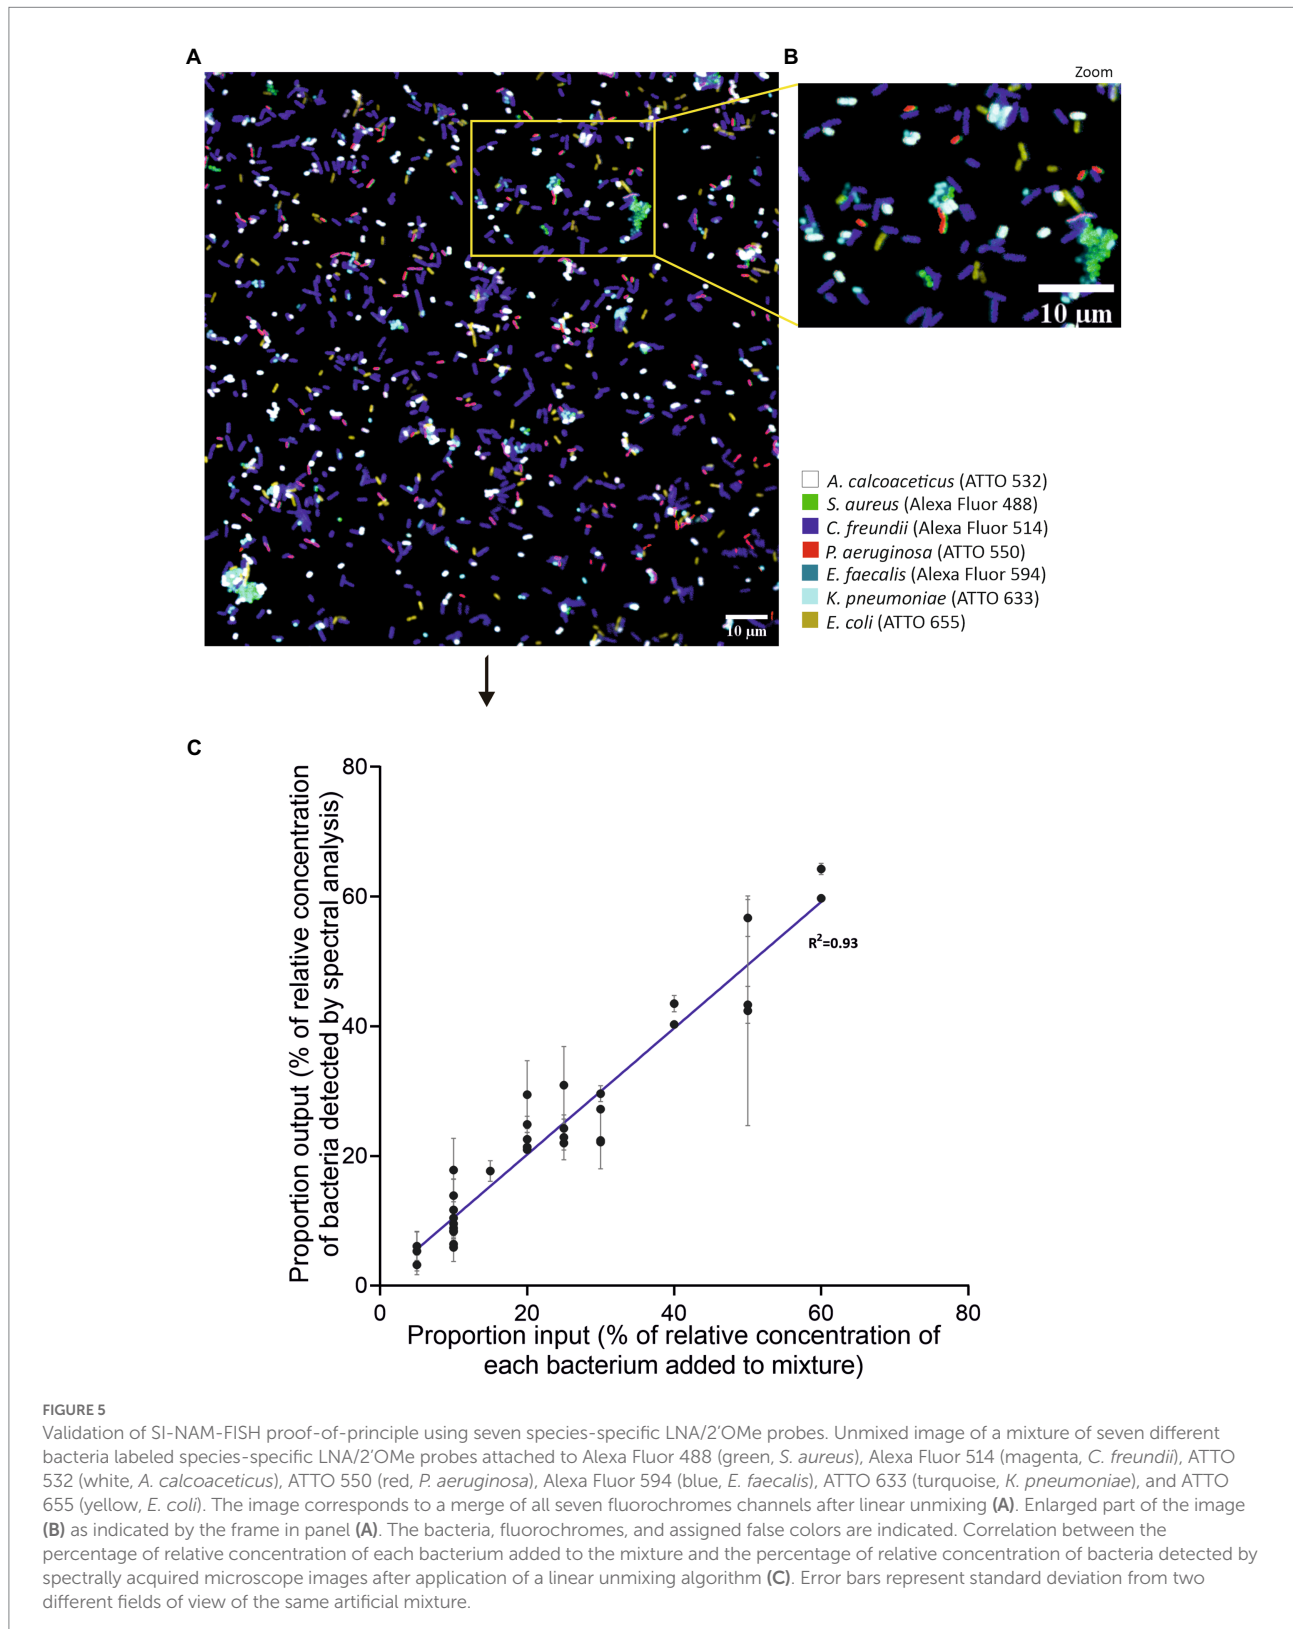 A
B
Zoom
10 μm
10 μm
A. calcoaceticus (ATTO 532)
S. aureus (Alexa Fluor 488)
C. freundii (Alexa Fluor 514)
P. aeruginosa (ATTO 550)
E. faecalis (Alexa Fluor 594)
K. pneumoniae (ATTO 633)
E. coli (ATTO 655)
C
Proportion output (% of relative concentration
of bacteria detected by spectral analysis)
80
60
40
20
0
R²=0.93
0 20 40 60 80
Proportion input (% of relative concentration of
each bacterium added to mixture)
FIGURE 5
Validation of SI-NAM-FISH proof-of-principle using seven species-specific LNA/2’OMe probes. Unmixed image of a mixture of seven different
bacteria labeled species-specific LNA/2’OMe probes attached to Alexa Fluor 488 (green, S. aureus), Alexa Fluor 514 (magenta, C. freundii), ATTO
532 (white, A. calcoaceticus), ATTO 550 (red, P. aeruginosa), Alexa Fluor 594 (blue, E. faecalis), ATTO 633 (turquoise, K. pneumoniae), and ATTO
655 (yellow, E. coli). The image corresponds to a merge of all seven fluorochromes channels after linear unmixing (A). Enlarged part of the image
(B) as indicated by the frame in panel (A). The bacteria, fluorochromes, and assigned false colors are indicated. Correlation between the
percentage of relative concentration of each bacterium added to the mixture and the percentage of relative concentration of bacteria detected by
spectrally acquired microscope images after application of a linear unmixing algorithm (C). Error bars represent standard deviation from two
different fields of view of the same artificial mixture.